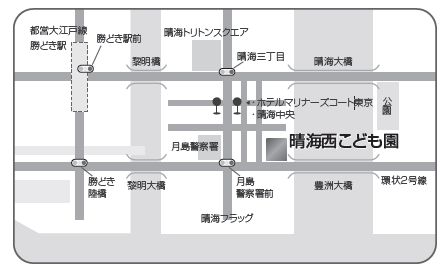 都営大江戸線
勝どき駅
勝どき駅前
黎明橋
晴海トリトンスクエア
晴海三丁目
晴海大橋
ホテルマリナーズコート東京
・晴海中央
公園
月島警察署
晴海西こども園
勝どき
陸橋
黎明大橋
月島
警察署前
豊洲大橋
環状2号線
晴海フラッグ